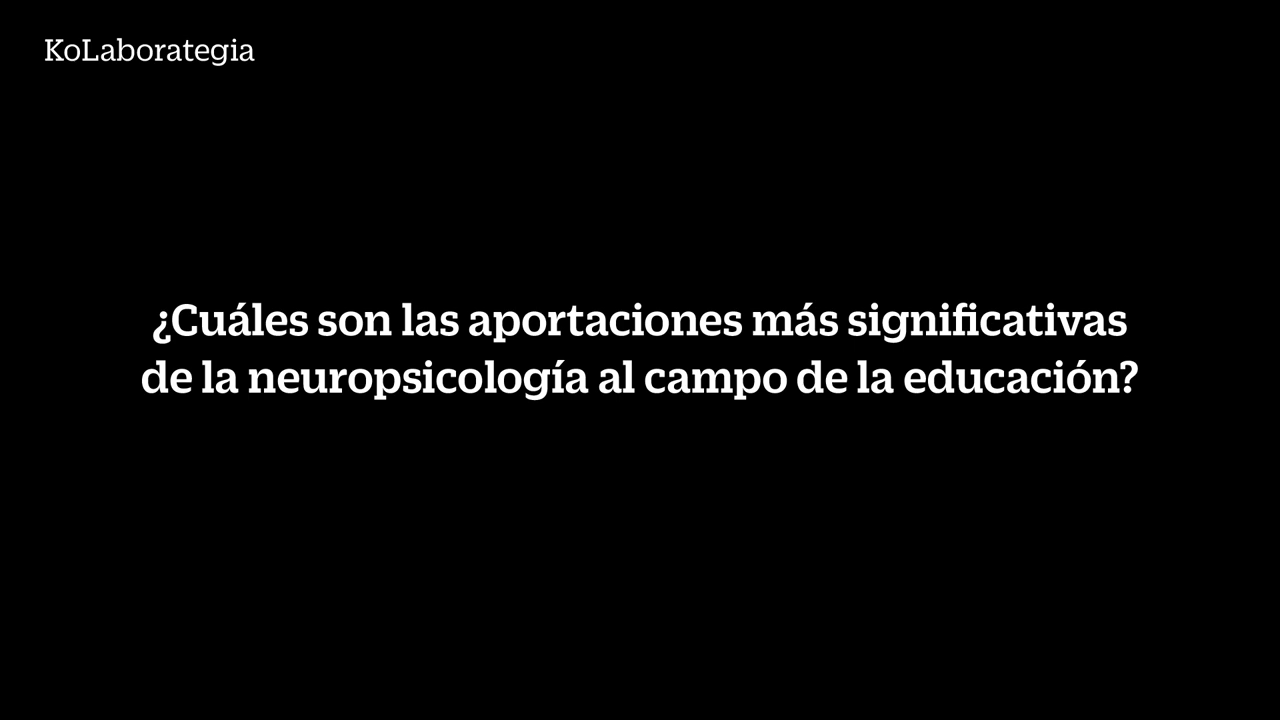 KoLaborategia
¿Cuáles son las aportaciones más significativas
de la neuropsicología al campo de la educación?